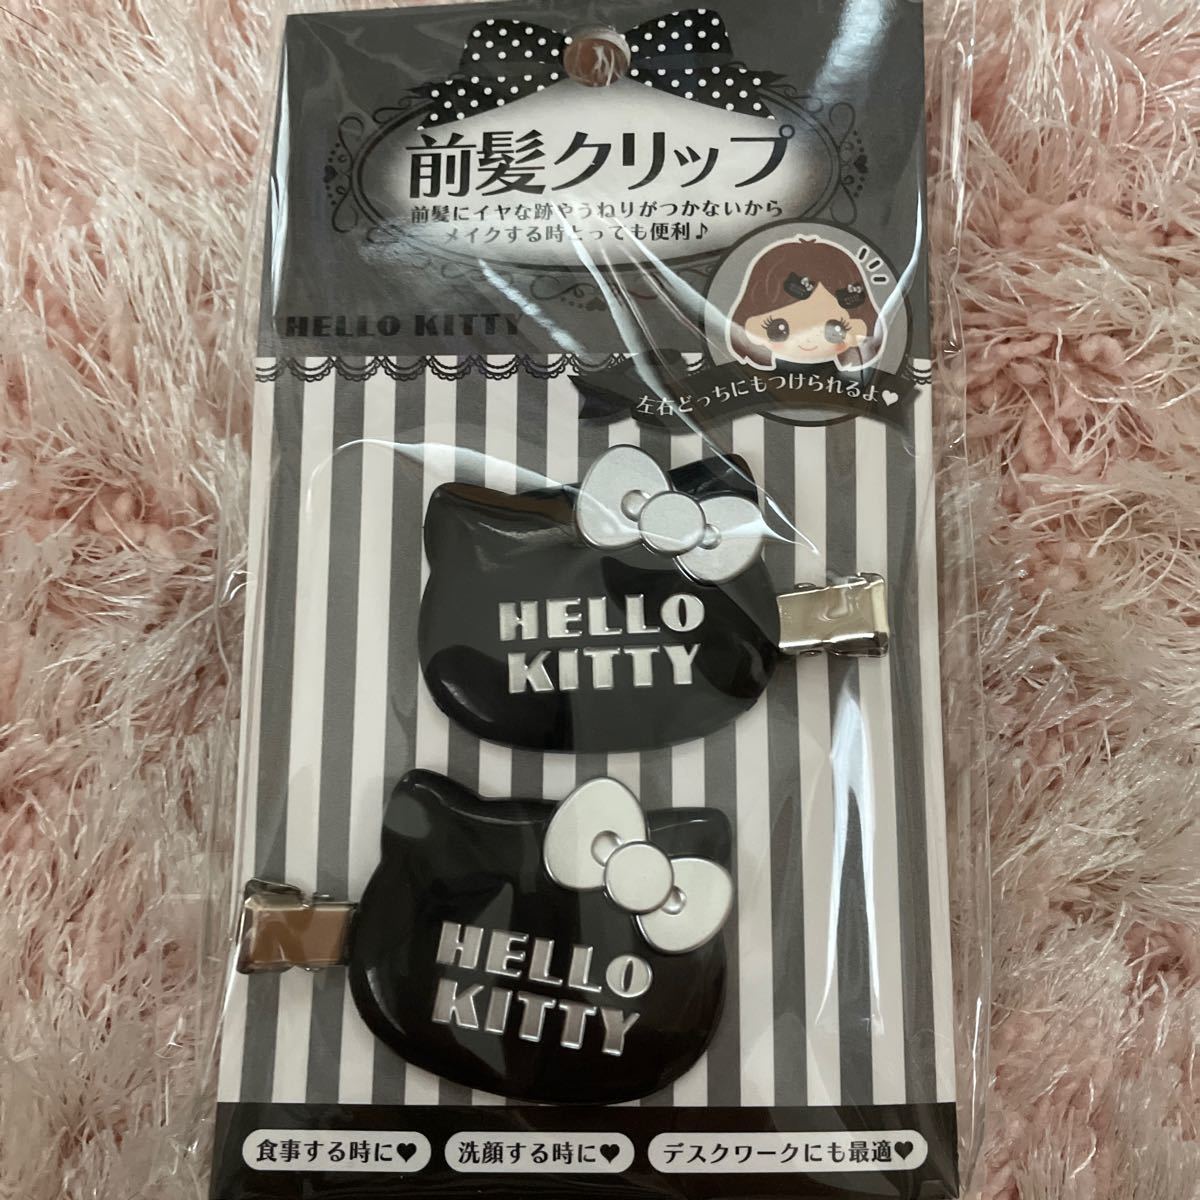 前髪クリップ
前髪にイヤな跡やうねりがつかないから
メイクする時とっても便利♪
HELLO KITTY
左右どっちにもつけられるよ♥
HELLO
KITTY
HELLO
KITTY
食事する時に♥
洗顔する時に♥
デスクワークにも最適♥